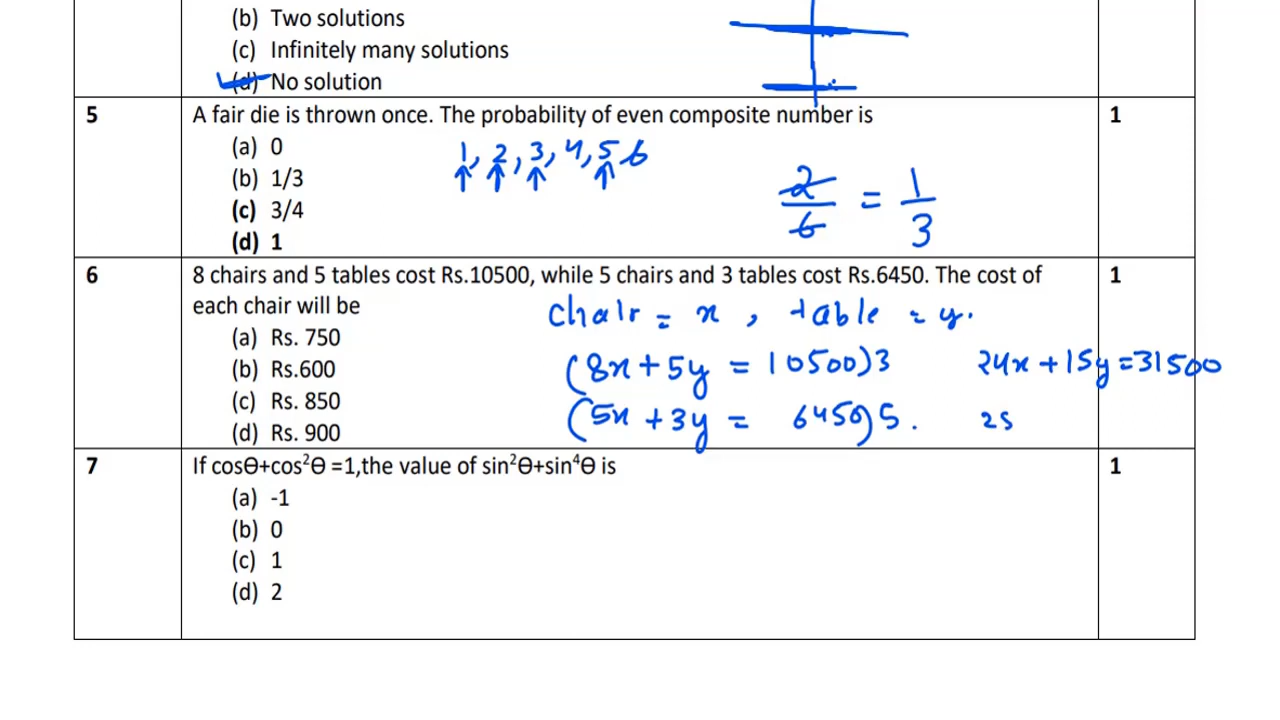 (b) Two solutions
(c) Infinitely many solutions
(d) No solution
5 A fair die is thrown once. The probability of even composite number is 1
(a) 0
1, 2, 3, 4, 5 6
(b) 1/3
2/6 = 1/3
(c) 3/4
(d) 1
6 8 chairs and 5 tables cost Rs.10500, while 5 chairs and 3 tables cost Rs.6450. The cost of 1
each chair will be
chair = x , table = y.
(a) Rs. 750
(b) Rs.600
(8x + 5y = 10500)3 24x + 15y = 31500
(c) Rs. 850
(5x + 3y = 6450)5. 25
(d) Rs. 900
7 If cosθ+cos²θ =1,the value of sin²θ+sin⁴θ is 1
(a) -1
(b) 0
(c) 1
(d) 2